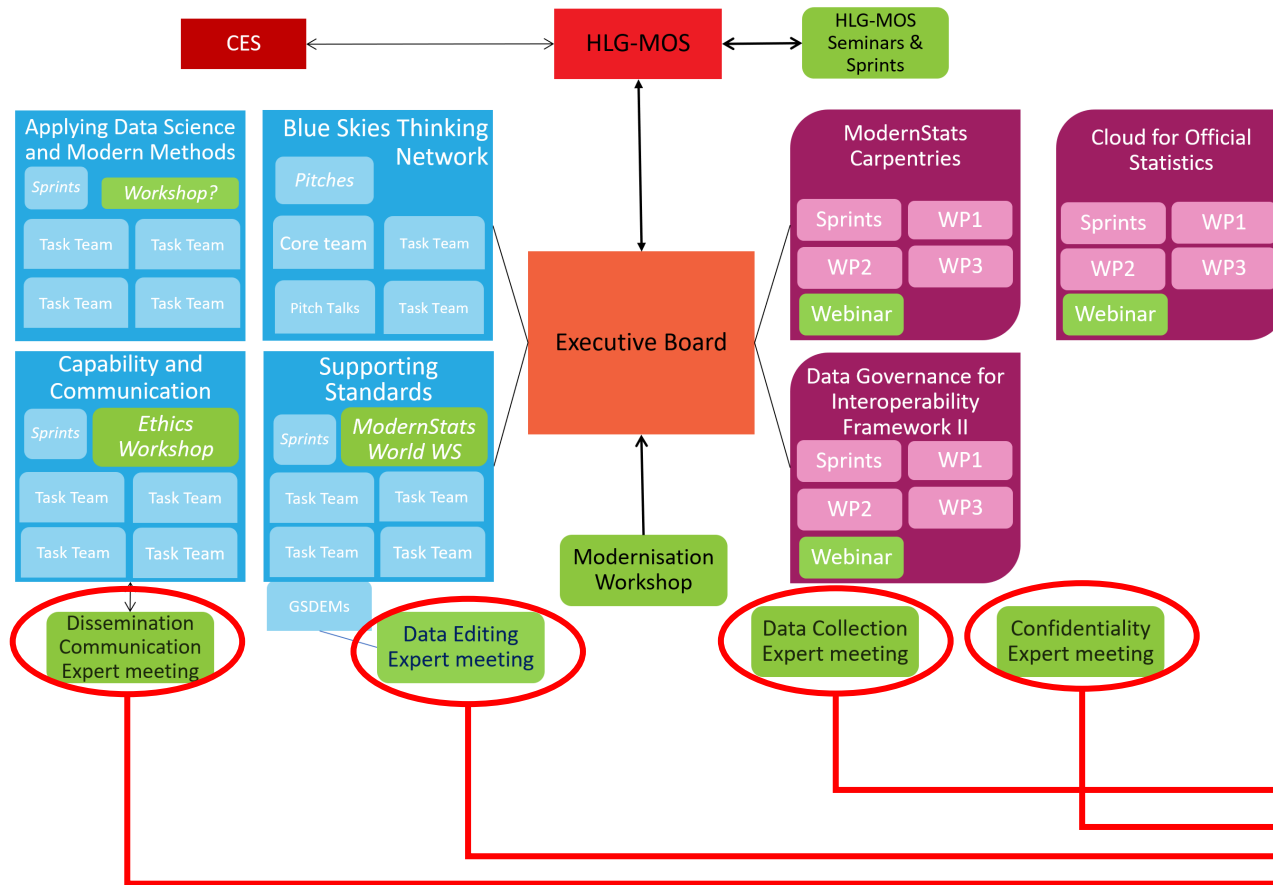 CES
HLG-MOS
HLG-MOS
Seminars &
Sprints
Applying Data Science
and Modern Methods
Sprints
Workshop?
Task Team
Task Team
Task Team
Task Team
Blue Skies Thinking
Network
Pitches
Core team
Task Team
Pitch Talks
Task Team
ModernStats
Carpentries
Sprints
WP1
WP2
WP3
Webinar
Cloud for Official
Statistics
Sprints
WP1
WP2
WP3
Webinar
Executive Board
Capability and
Communication
Sprints
Ethics
Workshop
Task Team
Task Team
Task Team
Task Team
Supporting
Standards
Sprints
ModernStats
World WS
Task Team
Task Team
Task Team
Task Team
GSDEMs
Data Governance for
Interoperability
Framework II
Sprints
WP1
WP2
WP3
Webinar
Modernisation
Workshop
Dissemination
Communication
Expert meeting
Data Editing
Expert meeting
Data Collection
Expert meeting
Confidentiality
Expert meeting